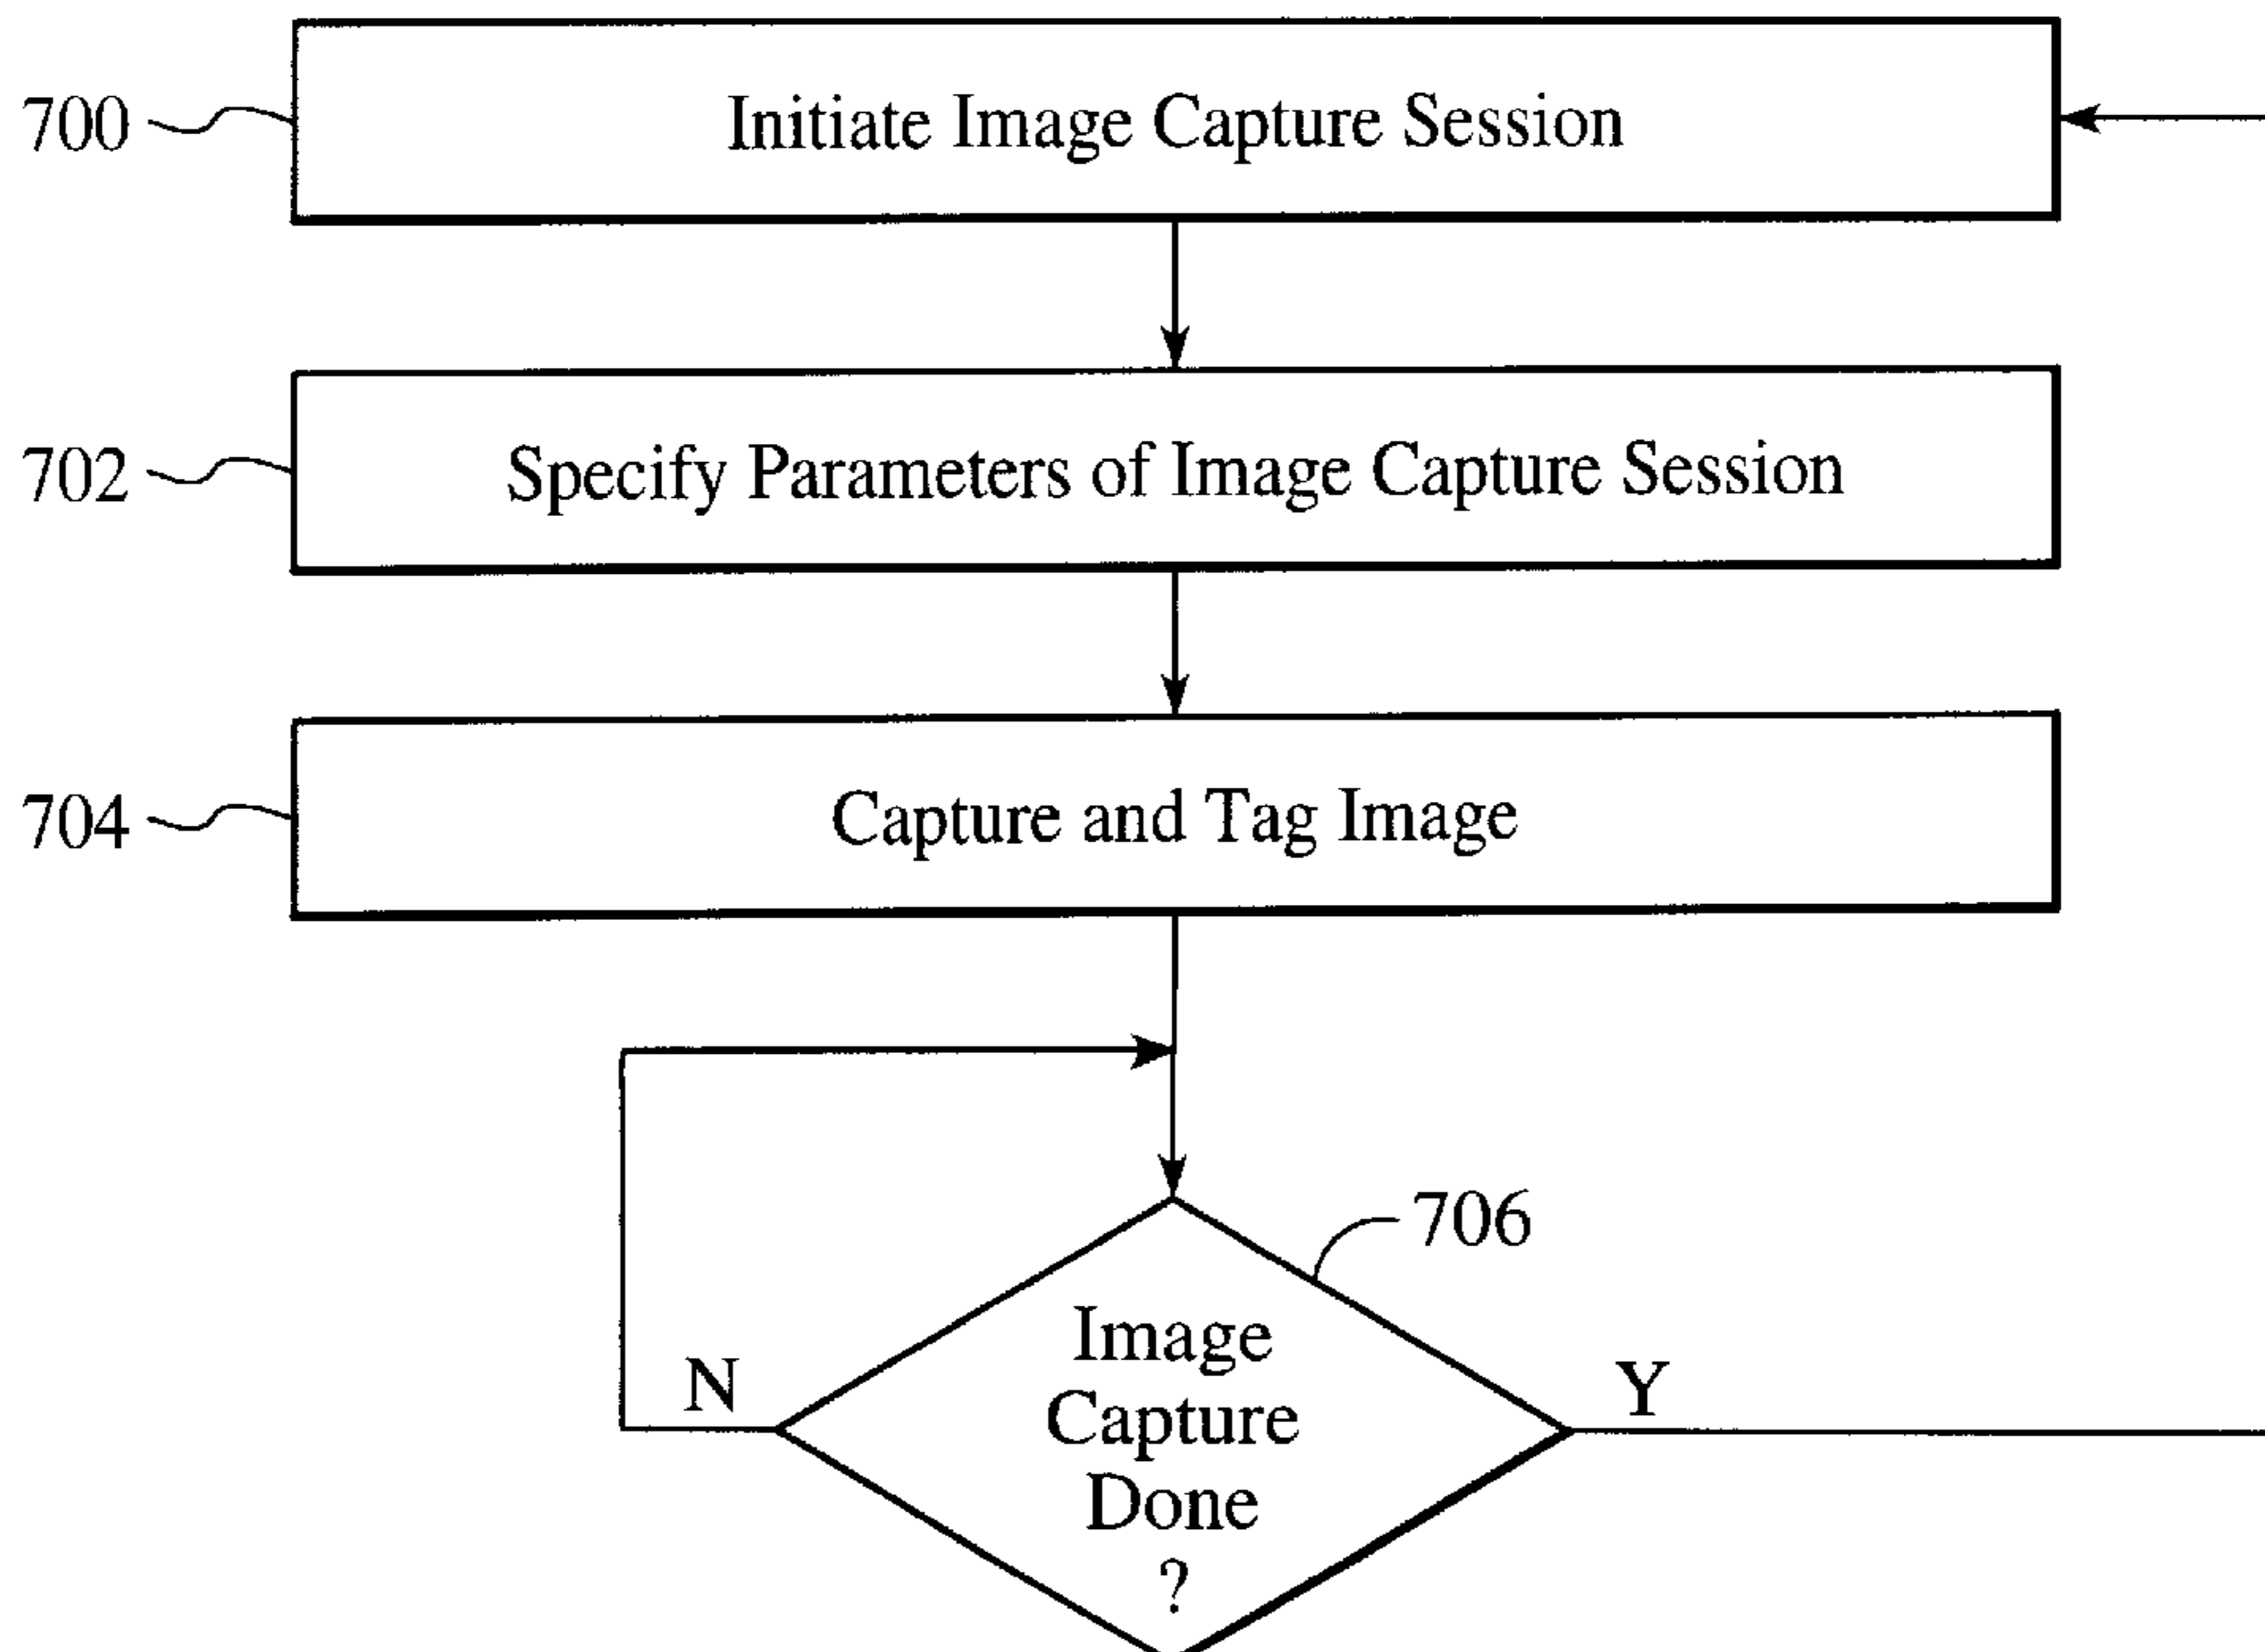 700
Initiate Image Capture Session
702
Specify Parameters of Image Capture Session
704
Capture and Tag Image
706
Image
Capture
Done
?
N
Y